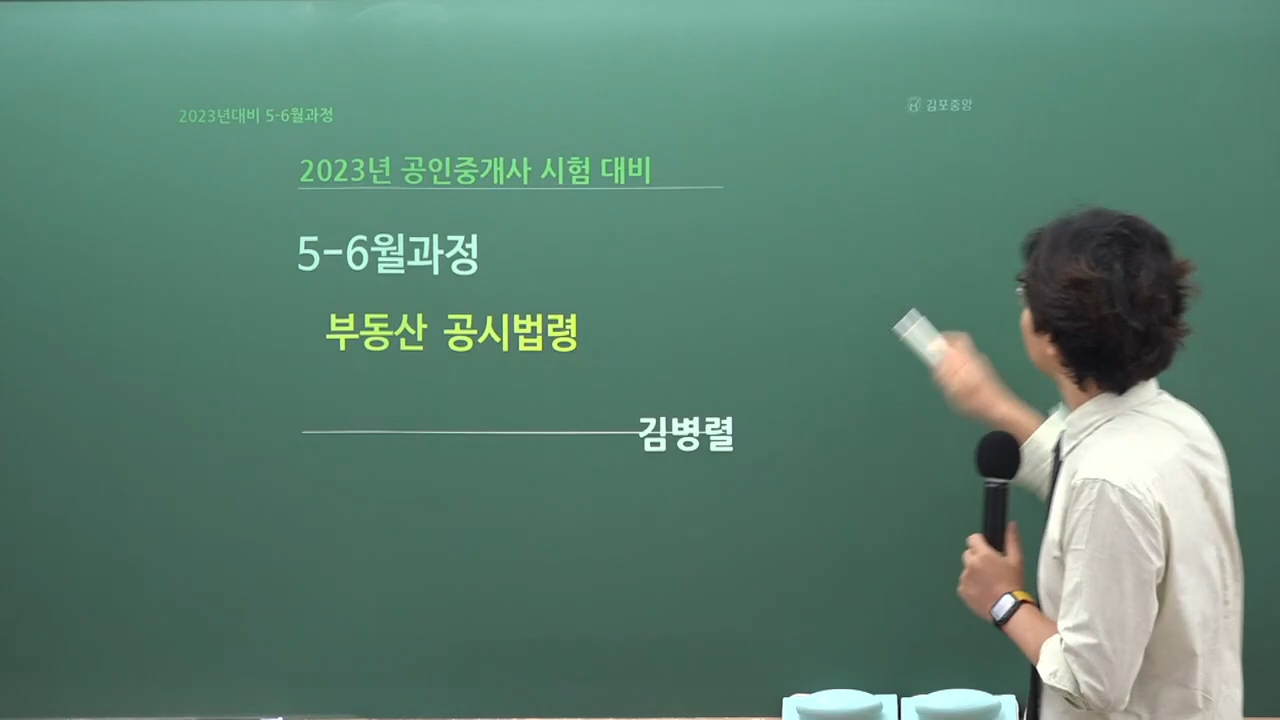 2023년대비 5-6월과정
김포중앙
2023년 공인중개사 시험 대비
5-6월과정
부동산 공시법령
김병렬